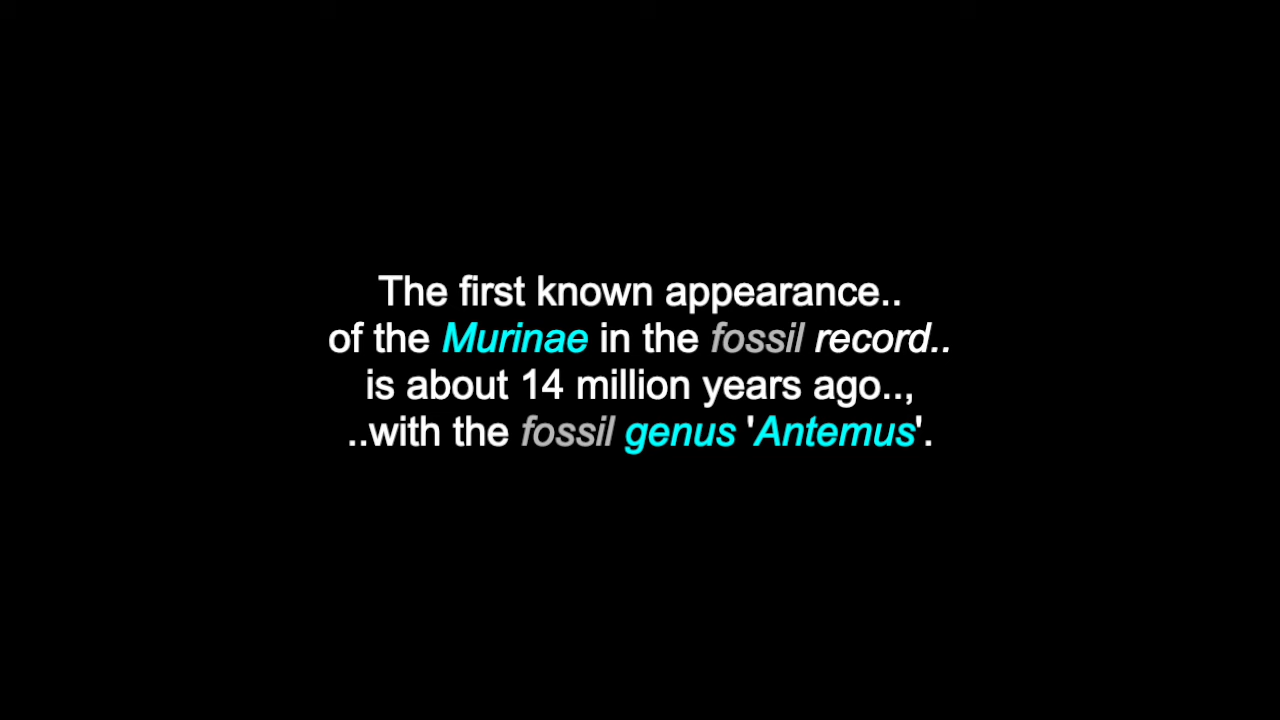 The first known appearance..
of the Murinae in the fossil record..
is about 14 million years ago..,
..with the fossil genus 'Antemus'.